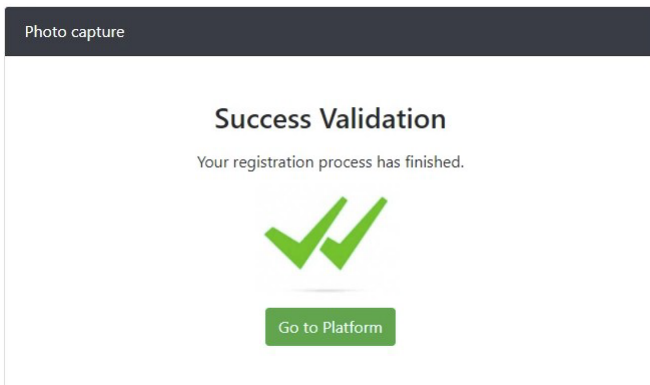 Photo capture
Success Validation
Your registration process has finished.
Go to Platform